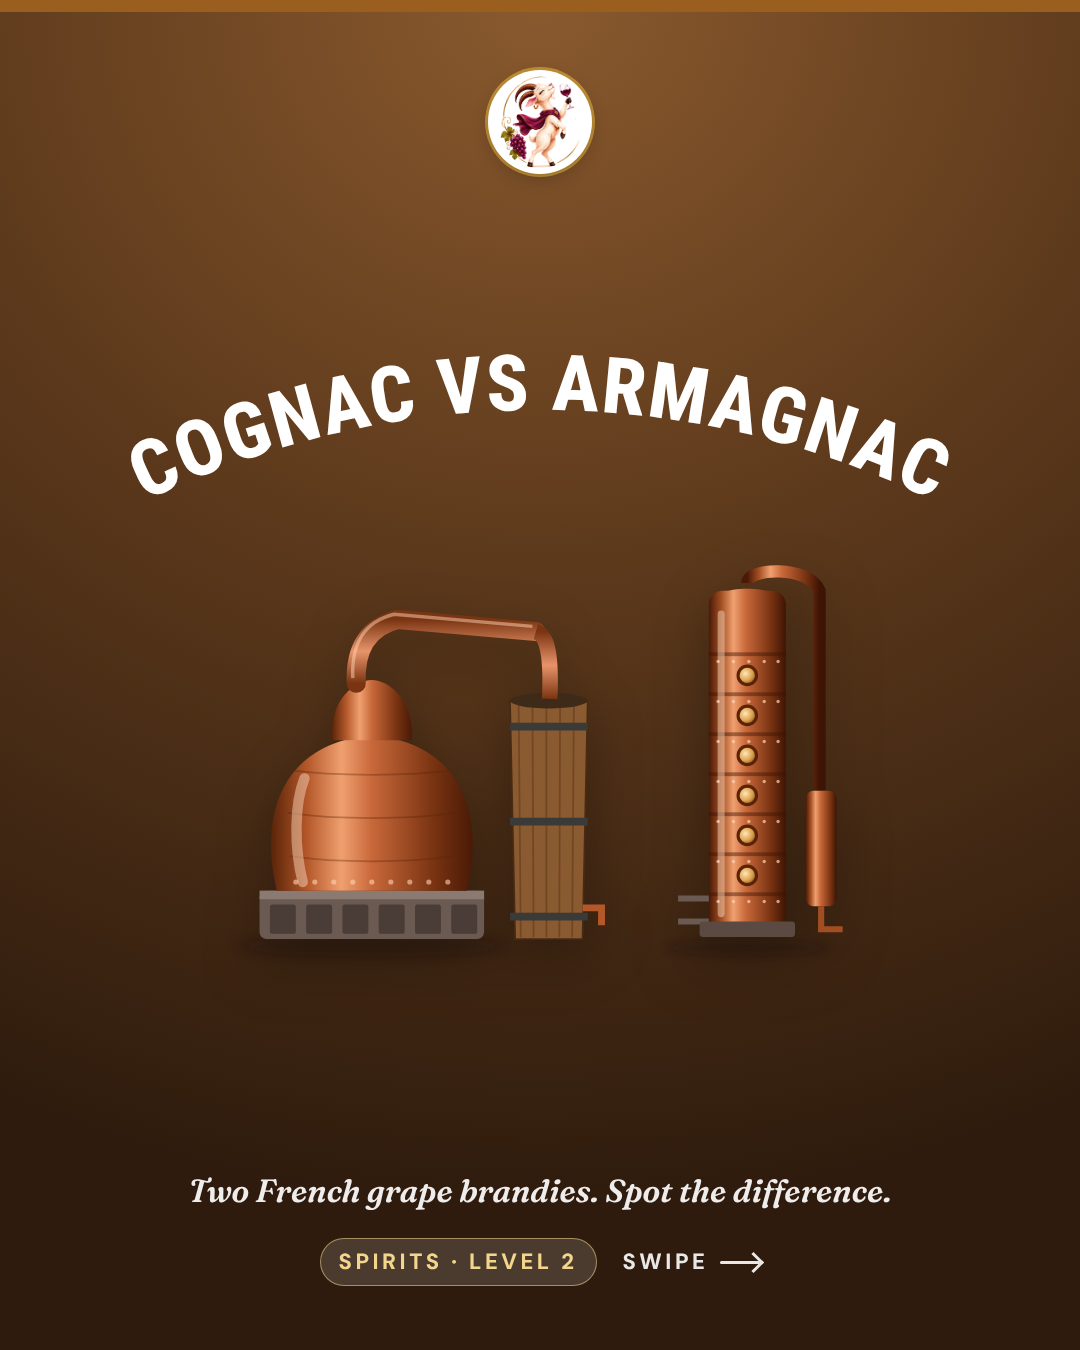 COGNAC VS ARMAGNAC
Two French grape brandies. Spot the difference.
SPIRITS · LEVEL 2
SWIPE